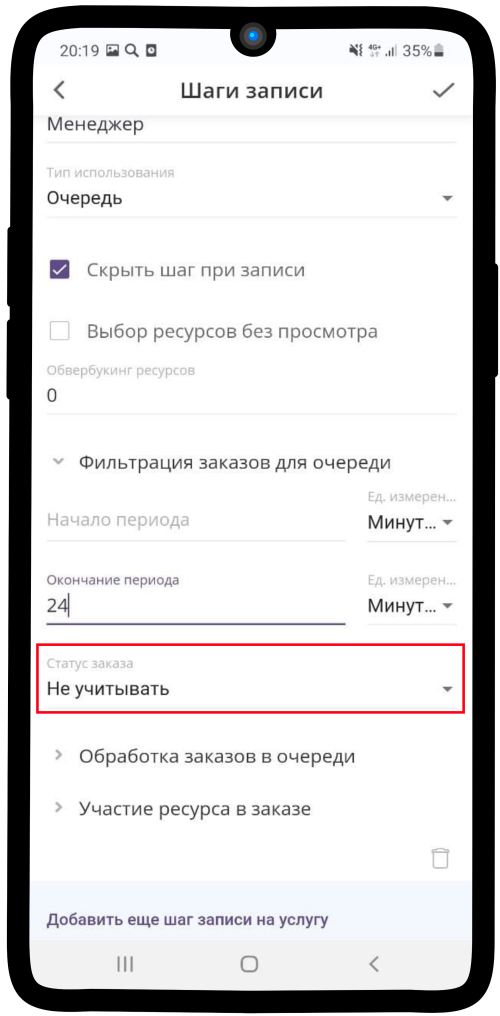 20:19 4G+ 35%
Шаги записи
Менеджер
Тип использования
Очередь
Скрыть шаг при записи
Выбор ресурсов без просмотра
Обвербукинг ресурсов
0
Фильтрация заказов для очереди
Ед. измерен...
Начало периода Минут...
Окончание периода Ед. измерен...
24 Минут...
Статус заказа
Не учитывать
Обработка заказов в очереди
Участие ресурса в заказе
Добавить еще шаг записи на услугу